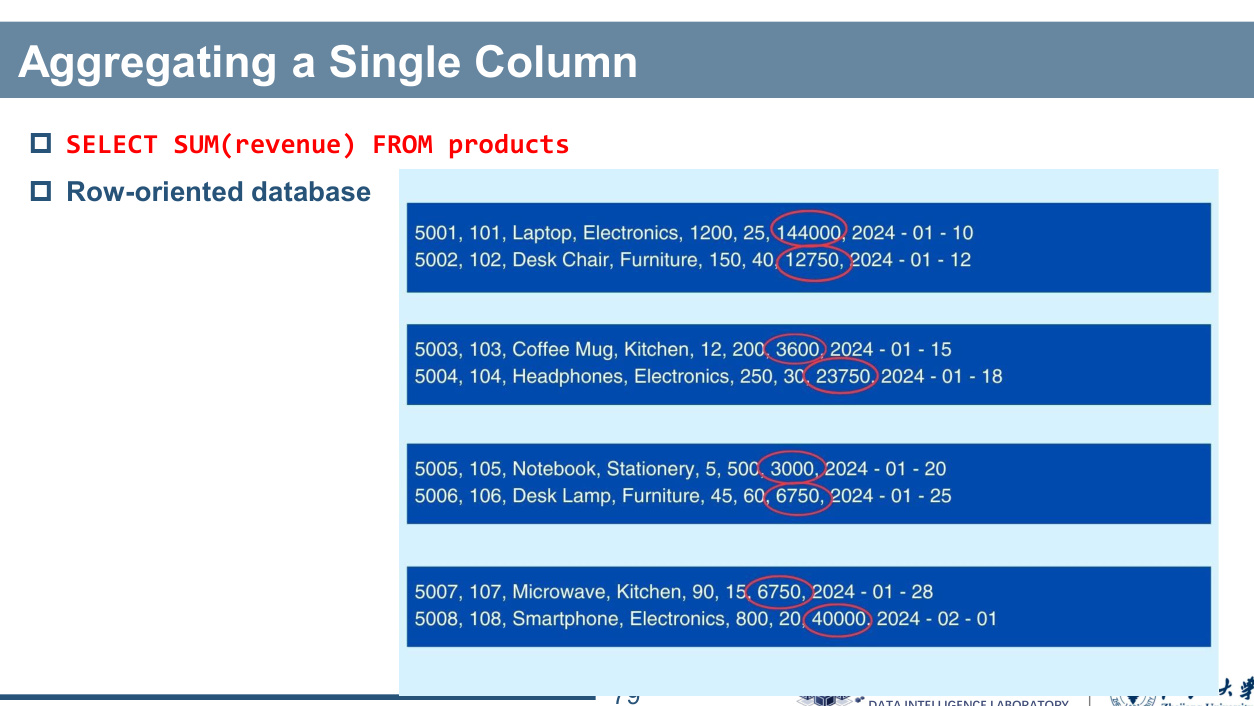 Aggregating a Single Column
SELECT SUM(revenue) FROM products
Row-oriented database
5001, 101, Laptop, Electronics, 1200, 25, 144000, 2024 - 01 - 10
5002, 102, Desk Chair, Furniture, 150, 40, 12750, 2024 - 01 - 12
5003, 103, Coffee Mug, Kitchen, 12, 200, 3600, 2024 - 01 - 15
5004, 104, Headphones, Electronics, 250, 30, 23750, 2024 - 01 - 18
5005, 105, Notebook, Stationery, 5, 500, 3000, 2024 - 01 - 20
5006, 106, Desk Lamp, Furniture, 45, 60, 6750, 2024 - 01 - 25
5007, 107, Microwave, Kitchen, 90, 15, 6750, 2024 - 01 - 28
5008, 108, Smartphone, Electronics, 800, 20, 40000, 2024 - 02 - 01
79
DATA INTELLIGENCE LABORATORY
大学